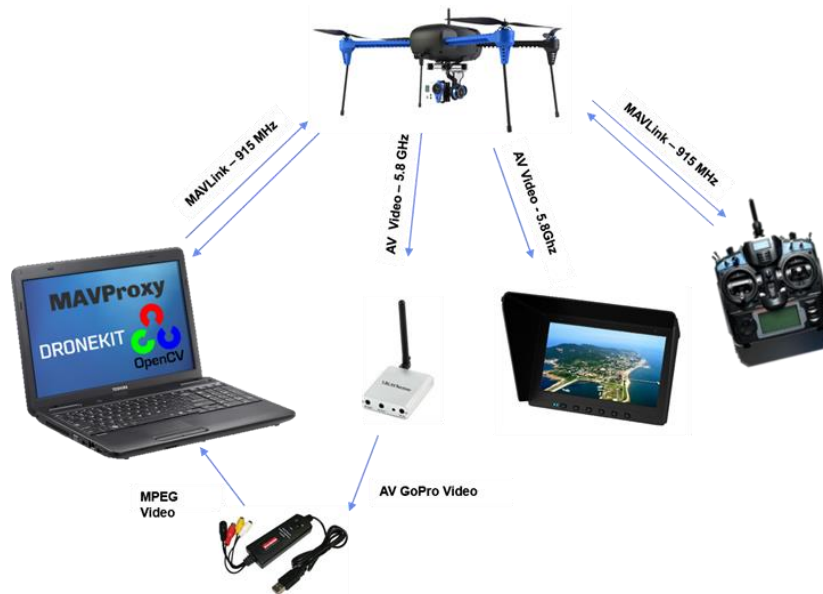 MAVLink – 915 MHz
AV Video – 5.8 GHz
AV Video - 5.8Ghz
MAVLink – 915 MHz
MAVProxy
DRONEKIT
OpenCV
TOSHIBA
MPEG
Video
AV GoPro Video